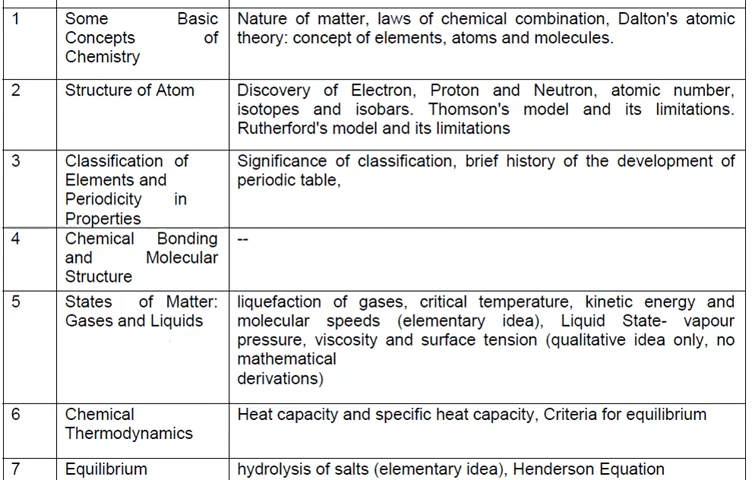 1 Some Basic Nature of matter, laws of chemical combination, Dalton's atomic
Concepts of theory: concept of elements, atoms and molecules.
Chemistry
2 Structure of Atom Discovery of Electron, Proton and Neutron, atomic number,
isotopes and isobars. Thomson's model and its limitations.
Rutherford's model and its limitations
3 Classification of Significance of classification, brief history of the development of
Elements and periodic table,
Periodicity in
Properties
4 Chemical Bonding --
and Molecular
Structure
5 States of Matter: liquefaction of gases, critical temperature, kinetic energy and
Gases and Liquids molecular speeds (elementary idea), Liquid State- vapour
pressure, viscosity and surface tension (qualitative idea only, no
mathematical
derivations)
6 Chemical Heat capacity and specific heat capacity, Criteria for equilibrium
Thermodynamics
7 Equilibrium hydrolysis of salts (elementary idea), Henderson Equation